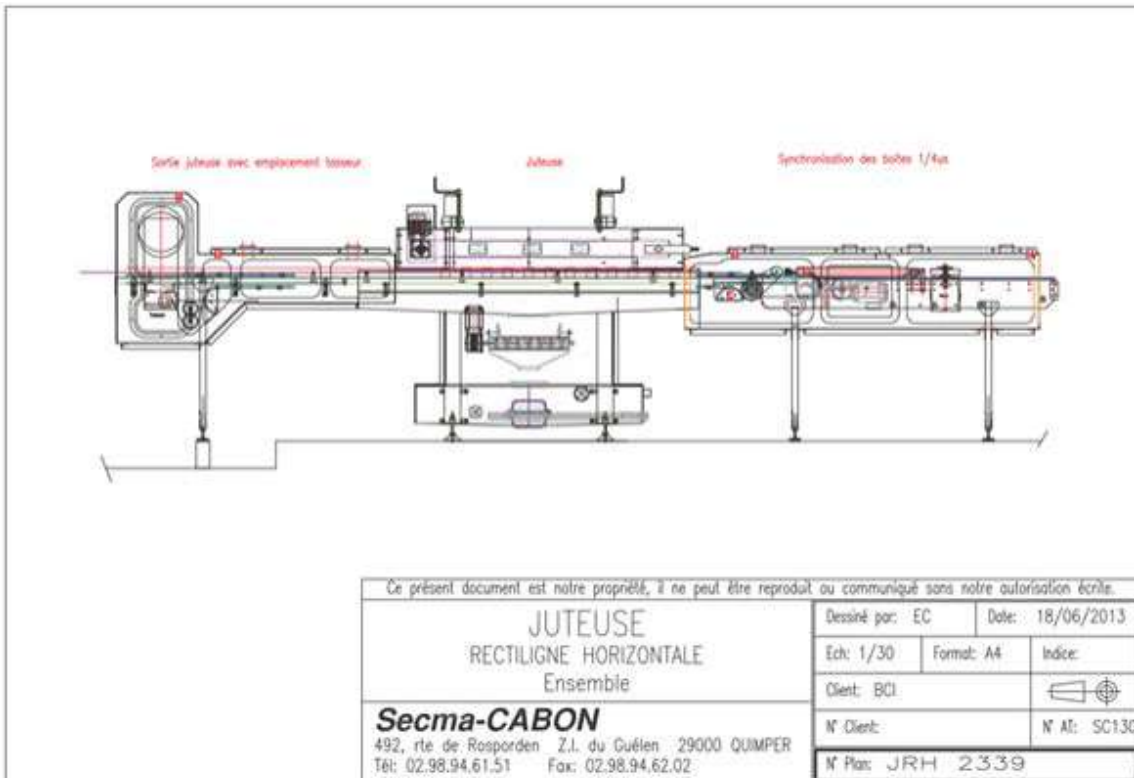 Sortie juteuse avec emplacement tasseur
Juteuse
Synchronisation des boîtes 1/4us
Ce présent document est notre propriété, il ne peut être reproduit ou communiqué sans notre autorisation écrite.
JUTEUSE
RECTILIGNE HORIZONTALE
Ensemble
Secma-CABON
492, rte de Rosporden Z.I. du Guélen 29000 QUIMPER
Tél: 02.98.94.61.51 Fax: 02.98.94.62.02
Dessiné par: EC Date: 18/06/2013
Ech: 1/30 Format: A4 Indice:
Client: BCI
N° Client: N° AI: SC130
N° Plan: JRH 2339